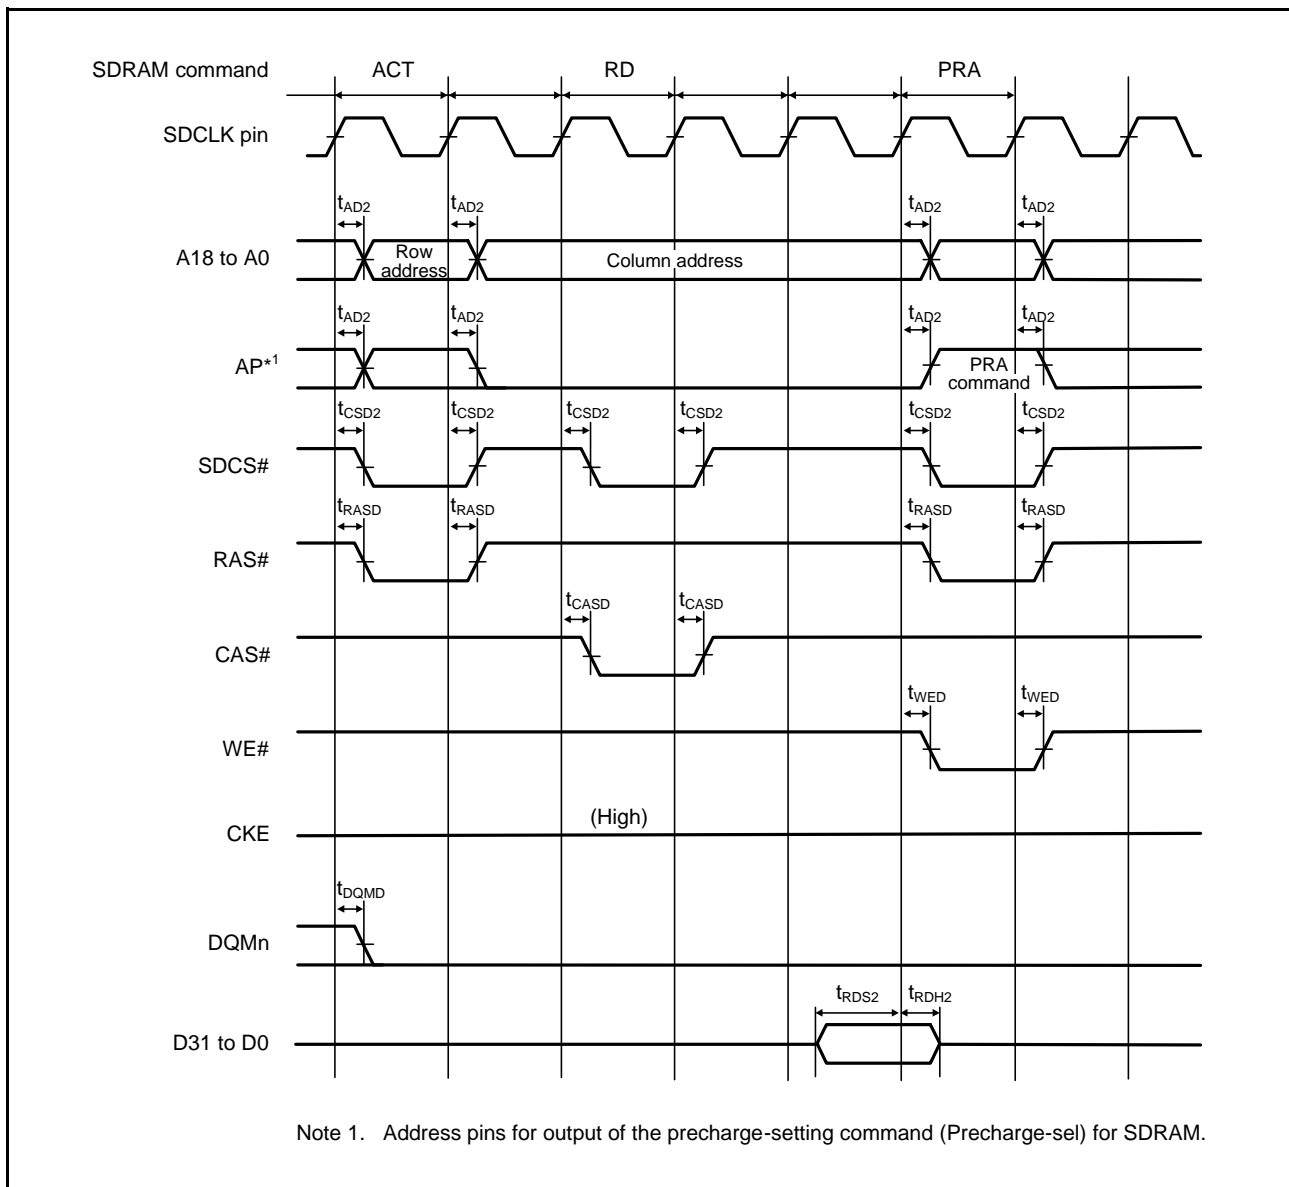 SDRAM command ACT RD PRA
SDCLK pin
tAD2 tAD2 tAD2 tAD2
A18 to A0 Row address Column address
tAD2 tAD2 tAD2 tAD2
AP*1 PRA command
tCSD2 tCSD2 tCSD2 tCSD2 tCSD2 tCSD2
SDCS#
tRASD tRASD tRASD tRASD
RAS#
tCASD tCASD
CAS#
tWED tWED
WE#
(High)
CKE
tDQMD
DQMn
tRDS2 tRDH2
D31 to D0
Note 1. Address pins for output of the precharge-setting command (Precharge-sel) for SDRAM.